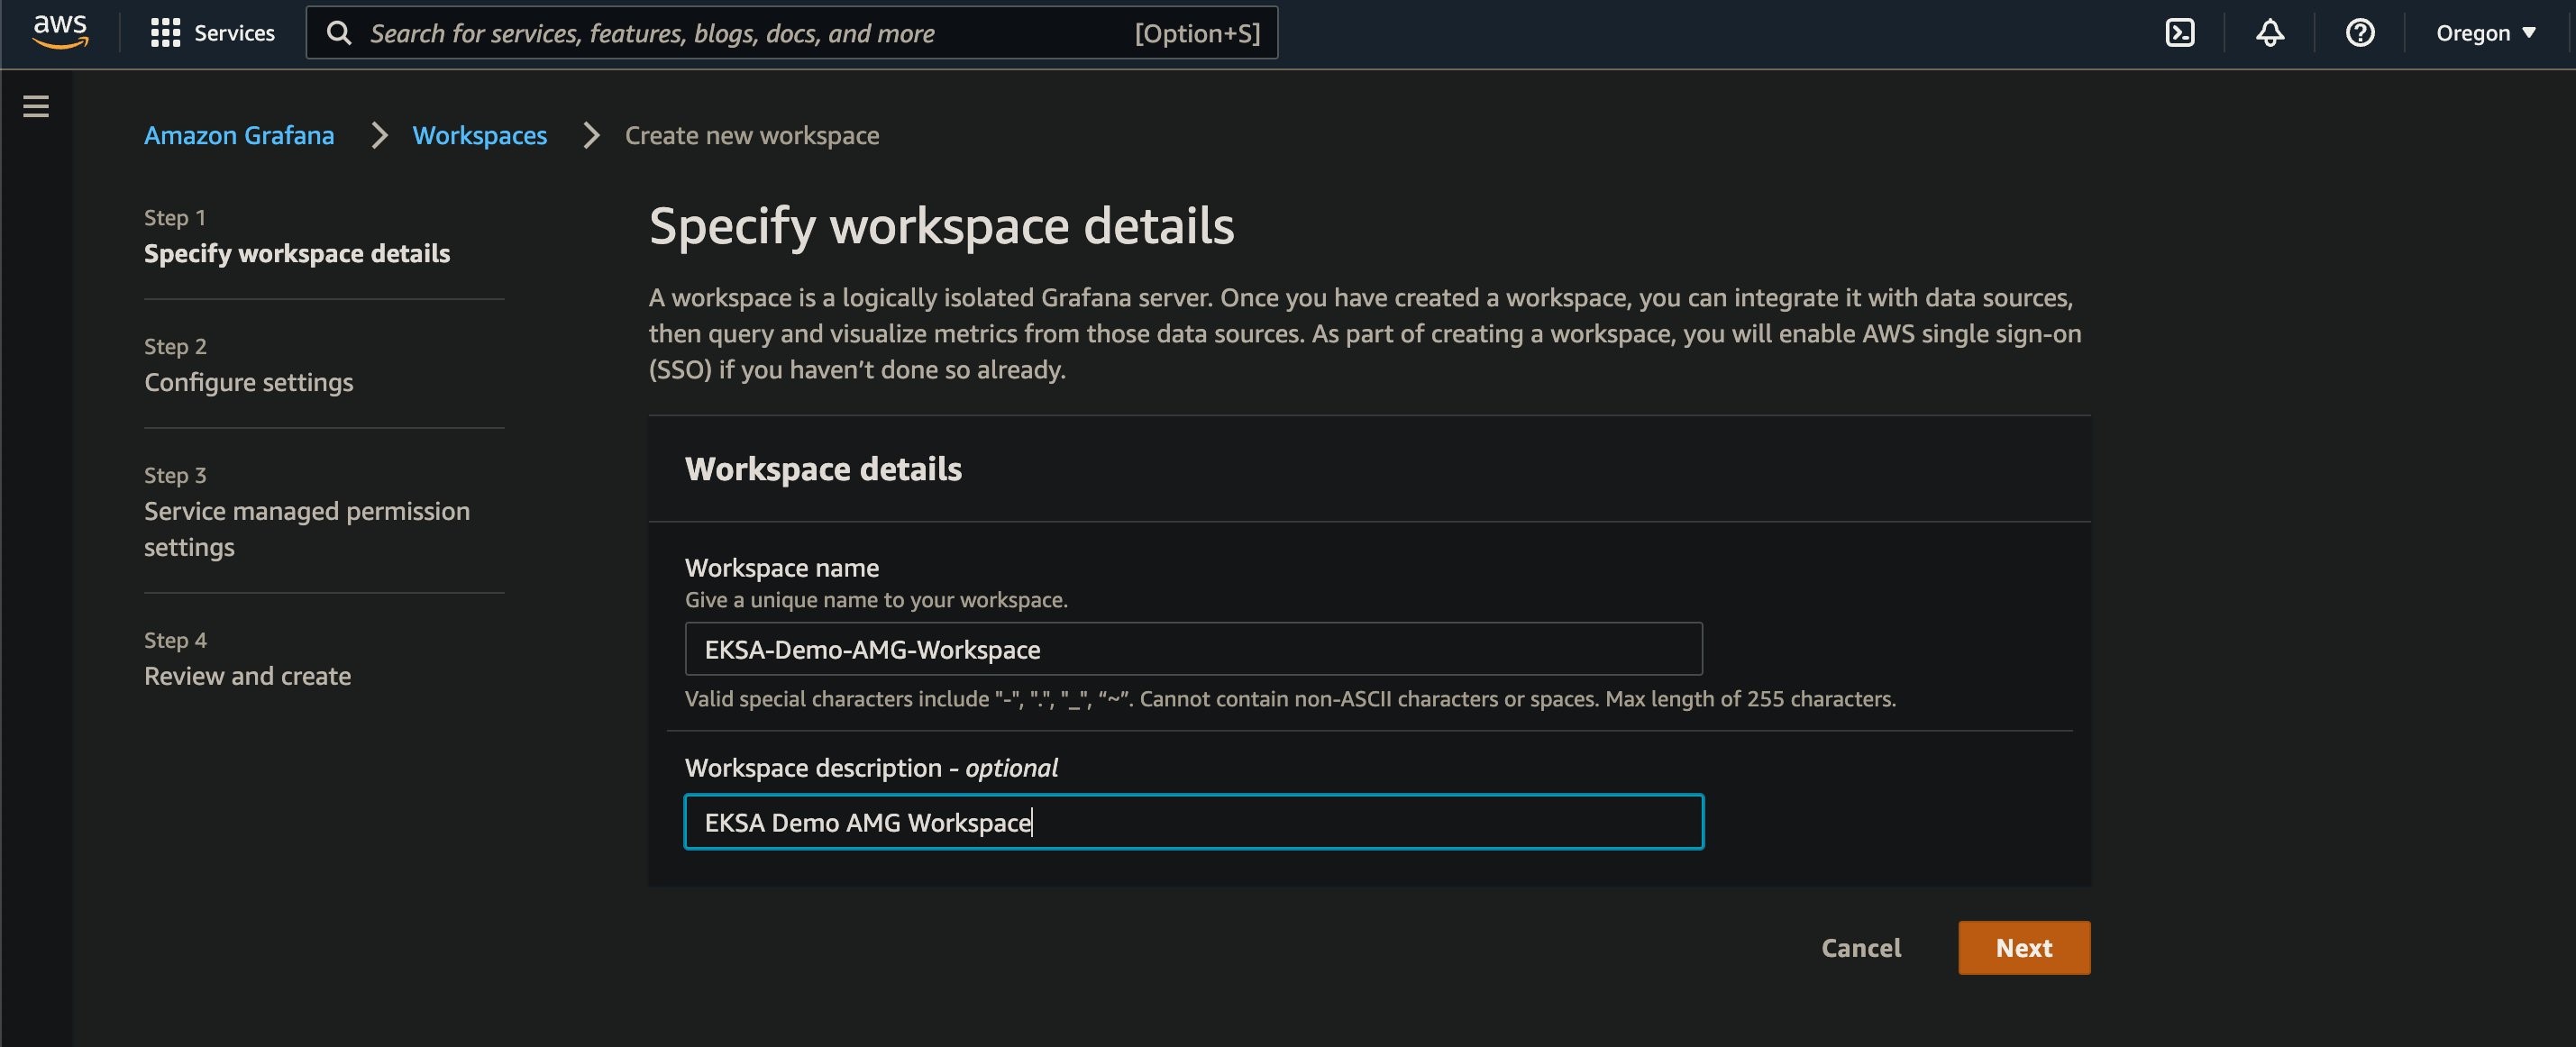 aws
Services
Search for services, features, blogs, docs, and more
[Option+S]
Oregon
Amazon Grafana
Workspaces
Create new workspace
Step 1
Specify workspace details
Step 2
Configure settings
Step 3
Service managed permission
settings
Step 4
Review and create
Specify workspace details
A workspace is a logically isolated Grafana server. Once you have created a workspace, you can integrate it with data sources,
then query and visualize metrics from those data sources. As part of creating a workspace, you will enable AWS single sign-on
(SSO) if you haven’t done so already.
Workspace details
Workspace name
Give a unique name to your workspace.
EKSA-Demo-AMG-Workspace
Valid special characters include "-", ".", "_", “~”. Cannot contain non-ASCII characters or spaces. Max length of 255 characters.
Workspace description - optional
EKSA Demo AMG Workspace
Cancel
Next